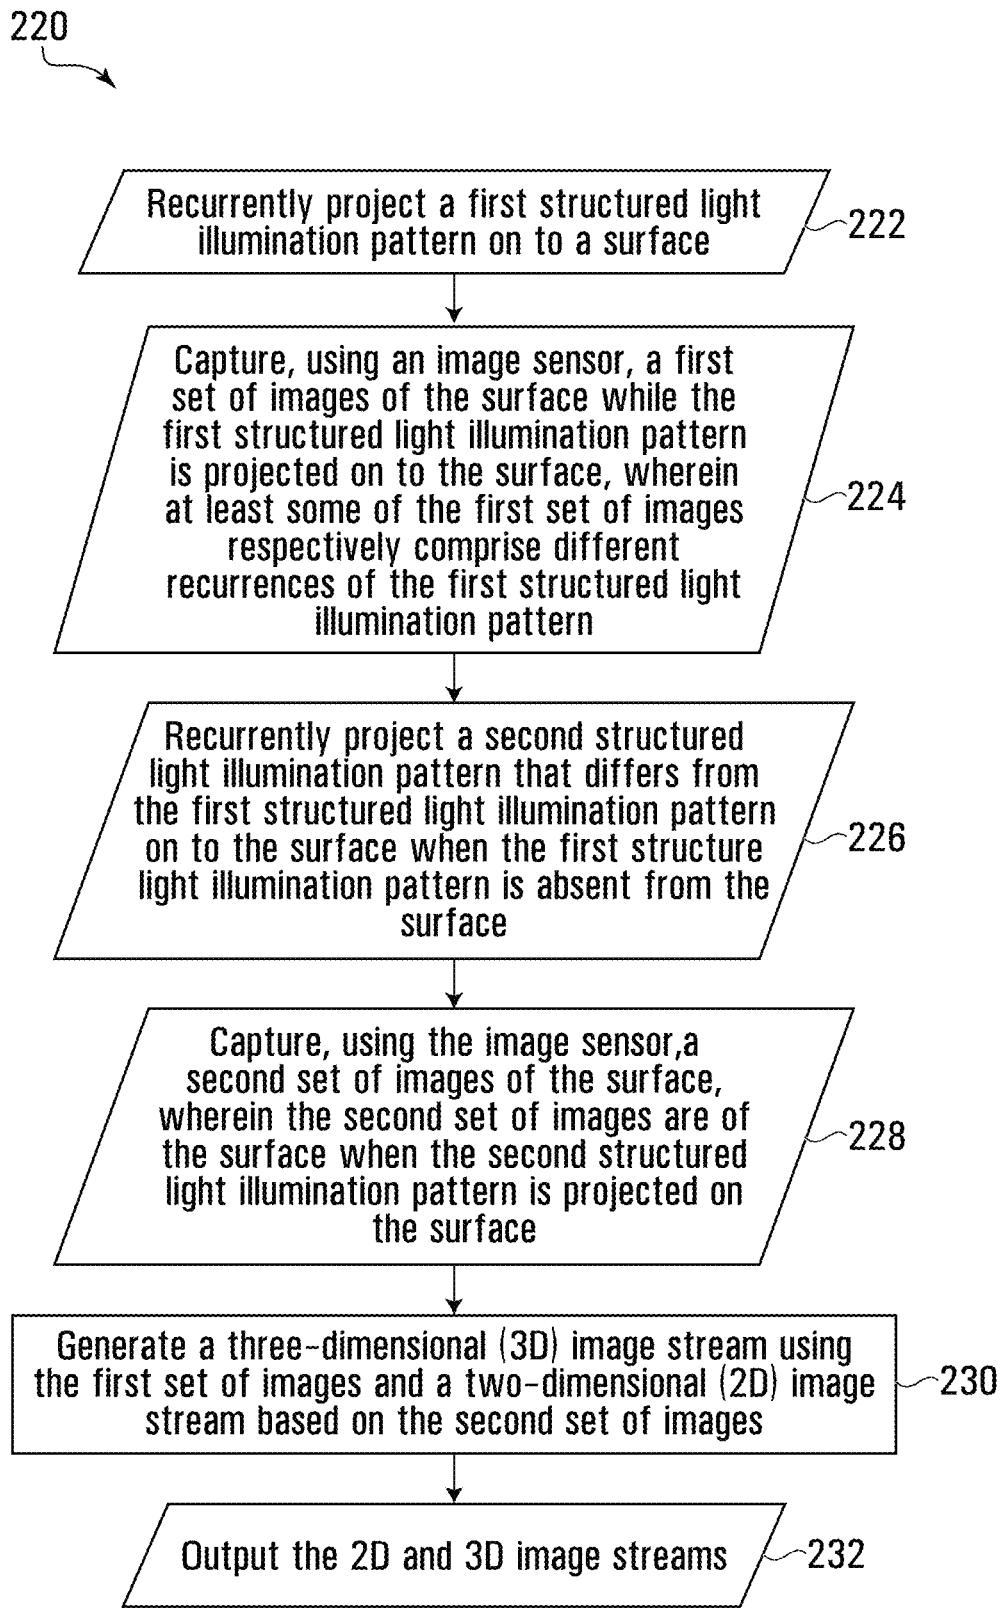 220
Recurrently project a first structured light
illumination pattern on to a surface
222
Capture, using an image sensor, a first
set of images of the surface while the
first structured light illumination pattern
is projected on to the surface, wherein
at least some of the first set of images
respectively comprise different
recurrences of the first structured light
illumination pattern
224
Recurrently project a second structured
light illumination pattern that differs from
the first structured light illumination pattern
on to the surface when the first structure
light illumination pattern is absent from the
surface
226
Capture, using the image sensor,a
second set of images of the surface,
wherein the second set of images are of
the surface when the second structured
light illumination pattern is projected on
the surface
228
Generate a three-dimensional (3D) image stream using
the first set of images and a two-dimensional (2D) image
stream based on the second set of images
230
Output the 2D and 3D image streams
232